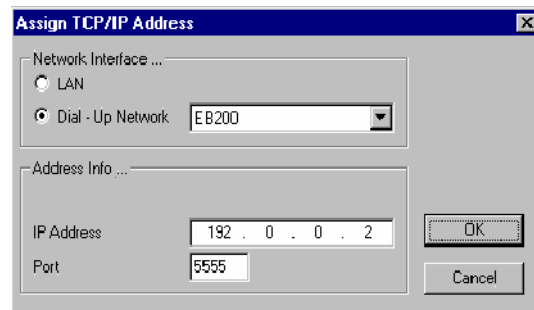 Assign TCP/IP Address
Network Interface ...
LAN
Dial - Up Network EB200
Address Info ...
IP Address 192 . 0 . 0 . 2
OK
Port 5555
Cancel